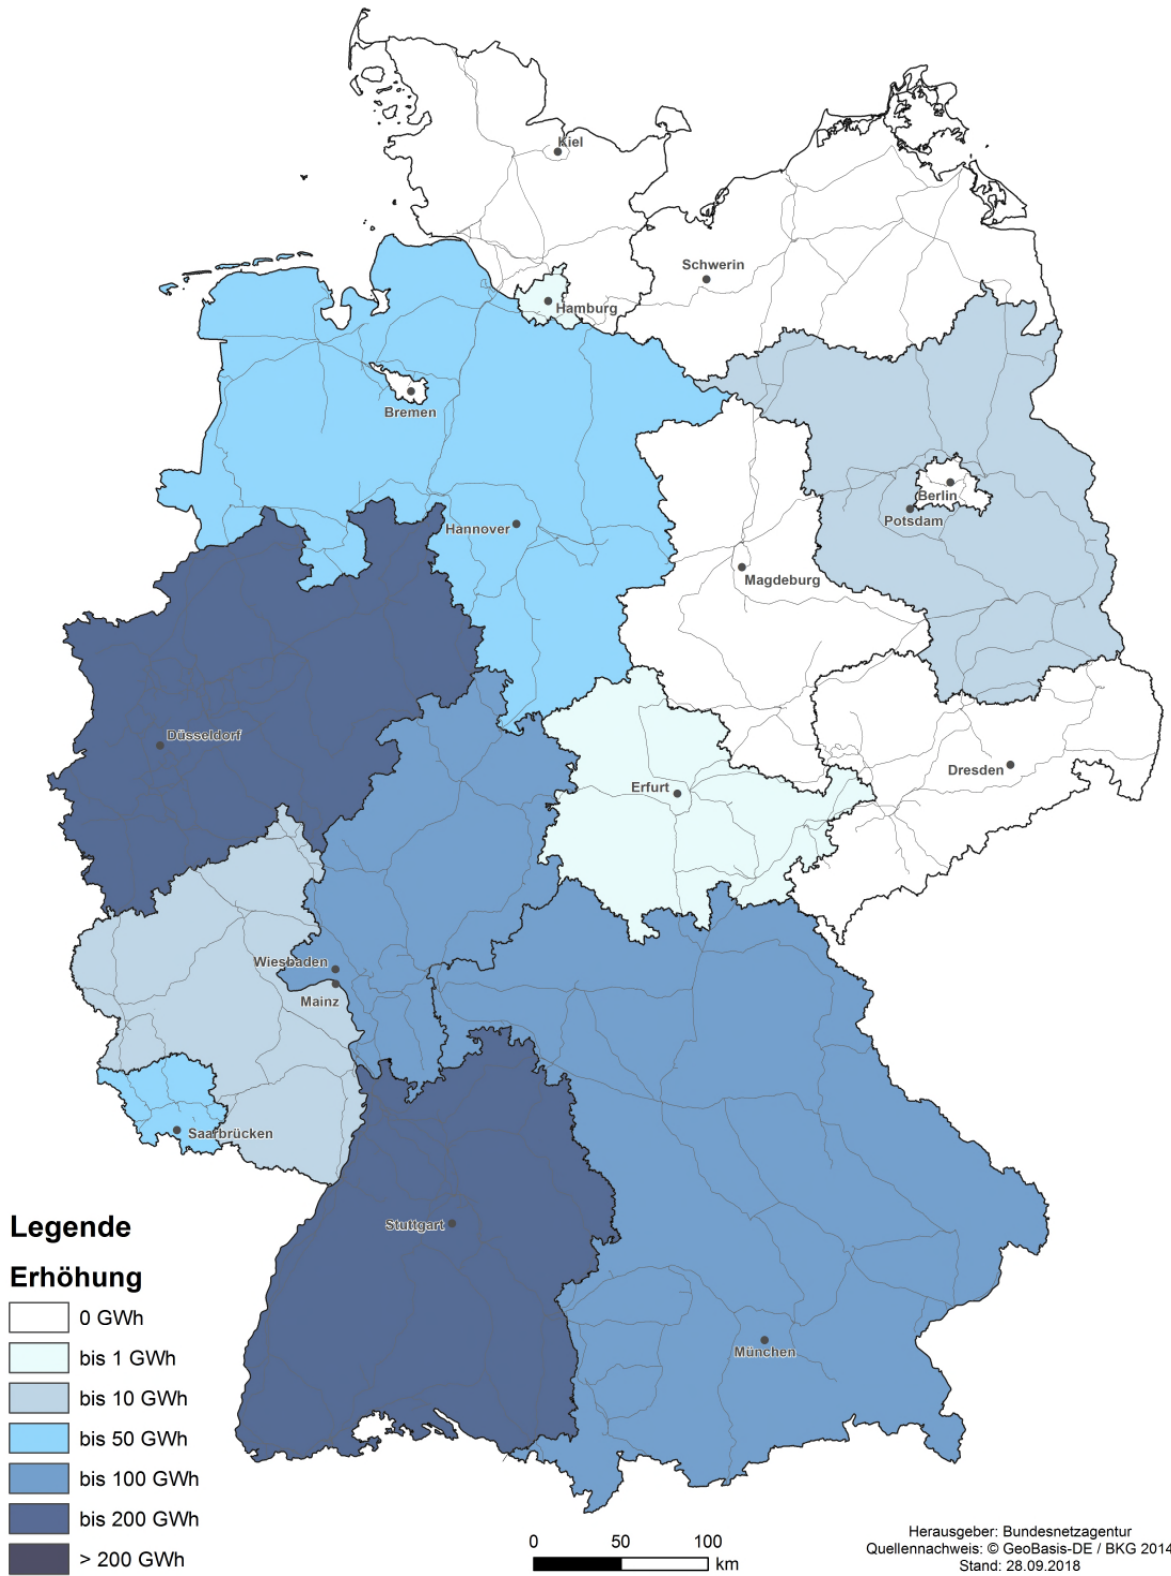 Kiel
Schwerin
Hamburg
Bremen
Berlin
Potsdam
Hannover
Magdeburg
Düsseldorf
Dresden
Erfurt
Wiesbaden
Mainz
Saarbrücken
Stuttgart
München
Legende
Erhöhung
0 GWh
bis 1 GWh
bis 10 GWh
bis 50 GWh
bis 100 GWh
bis 200 GWh
> 200 GWh
0 50 100
km
Herausgeber: Bundesnetzagentur
Quellennachweis: © GeoBasis-DE / BKG 2014
Stand: 28.09.2018